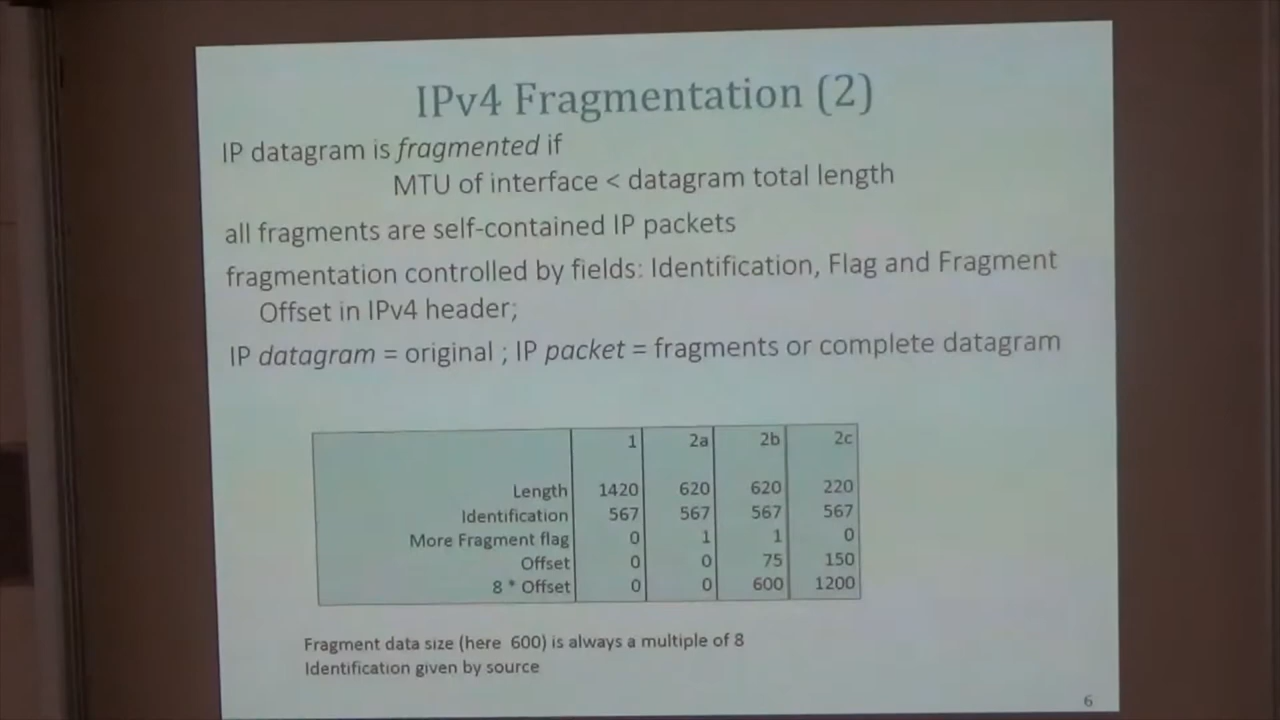 IPv4 Fragmentation (2)
IP datagram is fragmented if
MTU of interface < datagram total length
all fragments are self-contained IP packets
fragmentation controlled by fields: Identification, Flag and Fragment
Offset in IPv4 header;
IP datagram = original ; IP packet = fragments or complete datagram
1 2a 2b 2c
Length 1420 620 620 220
Identification 567 567 567 567
More Fragment flag 0 1 1 0
Offset 0 0 75 150
8 * Offset 0 0 600 1200
Fragment data size (here 600) is always a multiple of 8
Identification given by source
6